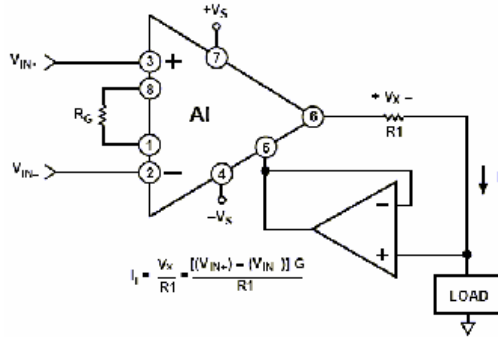 +VS
VIN+
3
+
7
8
RG
AI
6
+ VX –
R1
1
5
VIN–
2
–
4
–VS
I
–
+
II = VX / R1 = [(VIN+) – (VIN–)] G / R1
LOAD